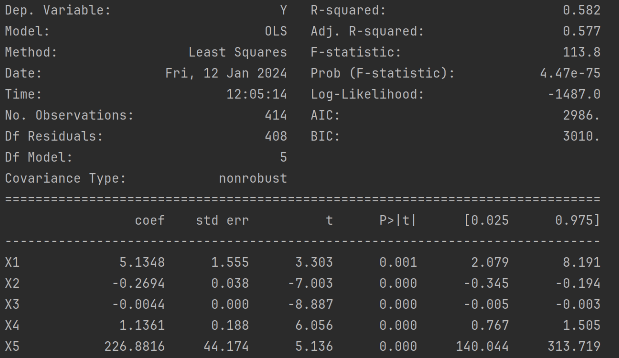 Dep. Variable: Y R-squared: 0.582
Model: OLS Adj. R-squared: 0.577
Method: Least Squares F-statistic: 113.8
Date: Fri, 12 Jan 2024 Prob (F-statistic): 4.47e-75
Time: 12:05:14 Log-Likelihood: -1487.0
No. Observations: 414 AIC: 2986.
Df Residuals: 408 BIC: 3010.
Df Model: 5
Covariance Type: nonrobust
==============================================================================
coef std err t P>|t| [0.025 0.975]
------------------------------------------------------------------------------
X1 5.1348 1.555 3.303 0.001 2.079 8.191
X2 -0.2694 0.038 -7.003 0.000 -0.345 -0.194
X3 -0.0044 0.000 -8.887 0.000 -0.005 -0.003
X4 1.1361 0.188 6.056 0.000 0.767 1.505
X5 226.8816 44.174 5.136 0.000 140.044 313.719